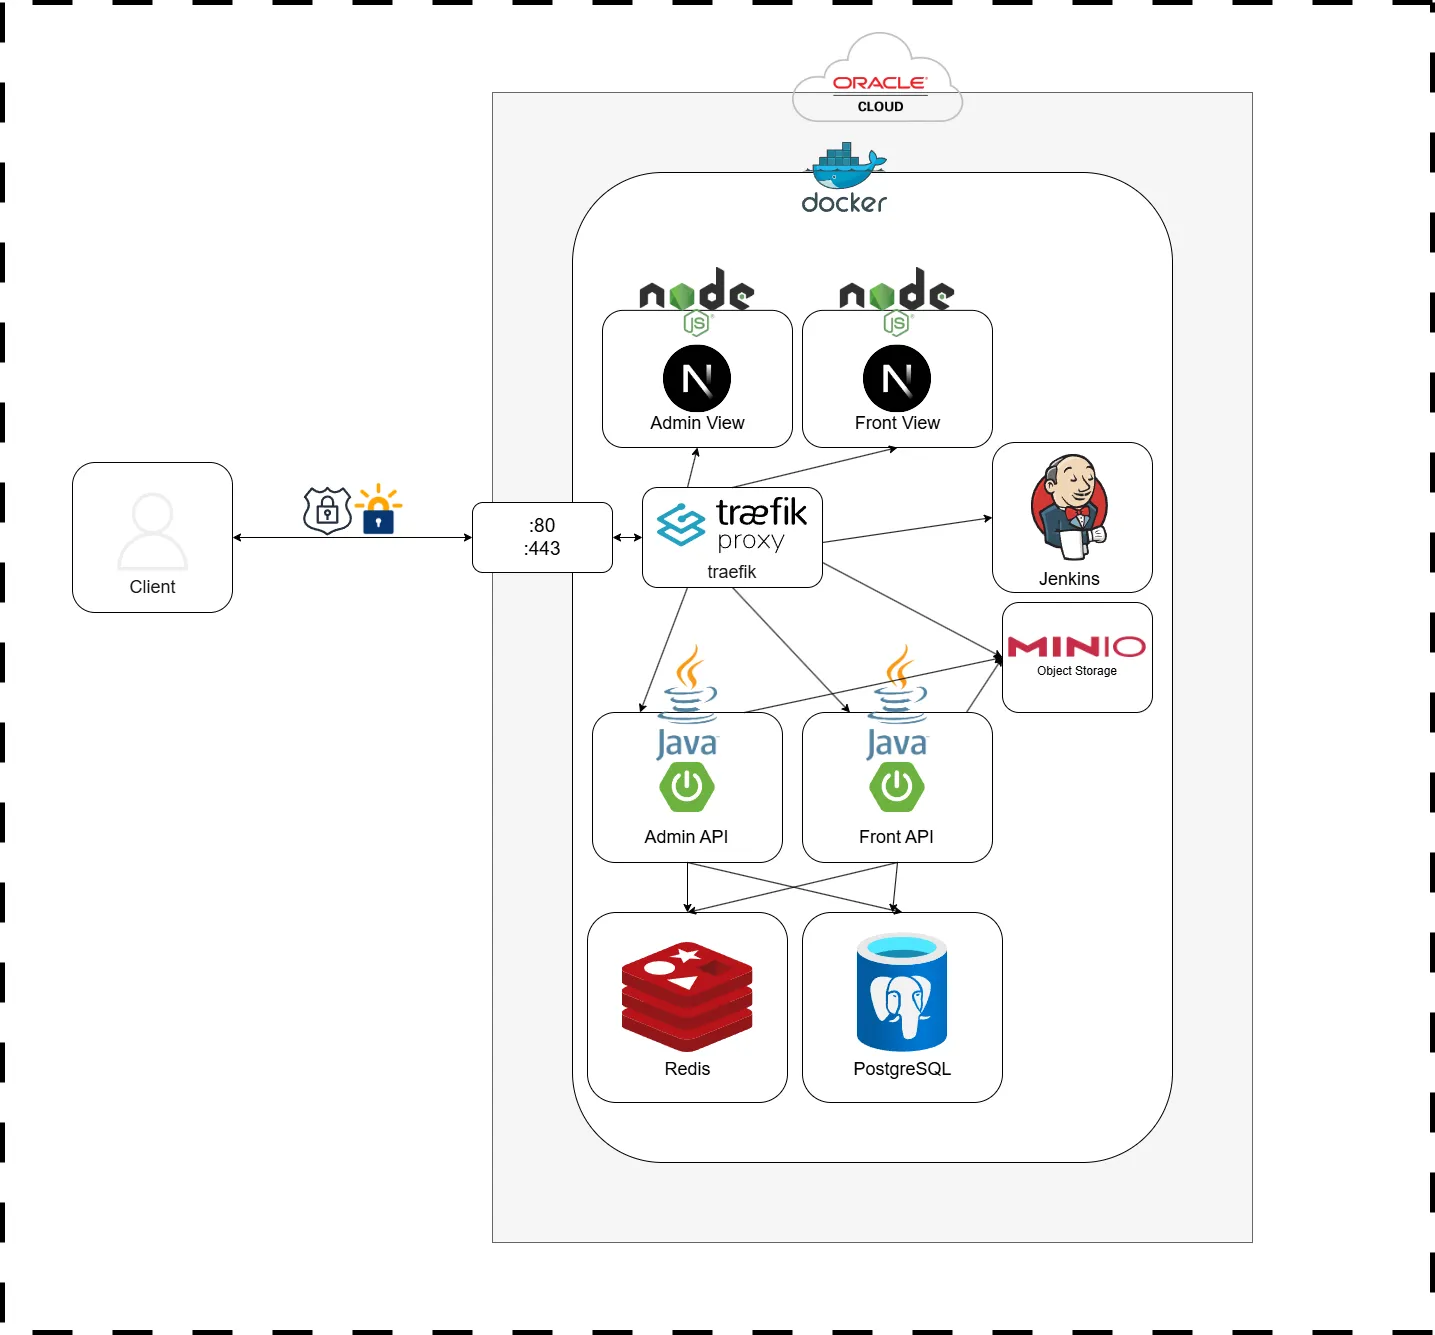 ORACLE
CLOUD
docker
node
JS
node
JS
N
Admin View
N
Front View
Client
:80
:443
træfik
proxy
traefik
Jenkins
MINIO
Object Storage
Java
Admin API
Java
Front API
Redis
PostgreSQL